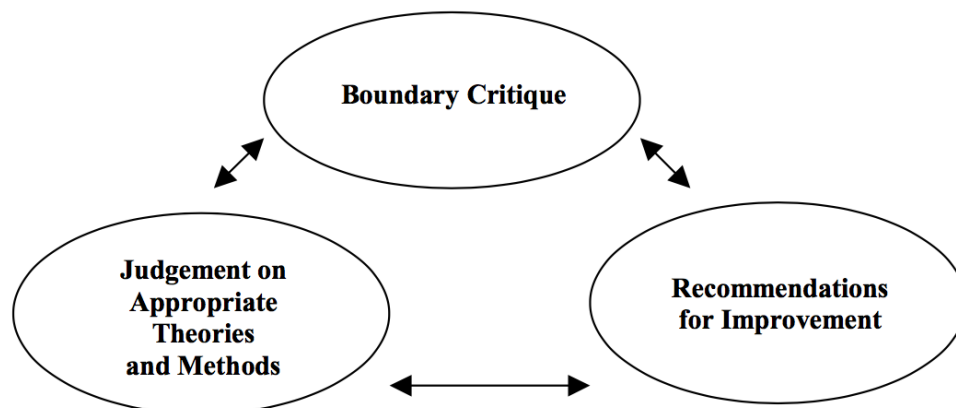 Boundary Critique
Judgement on
Appropriate
Theories
and Methods
Recommendations
for Improvement